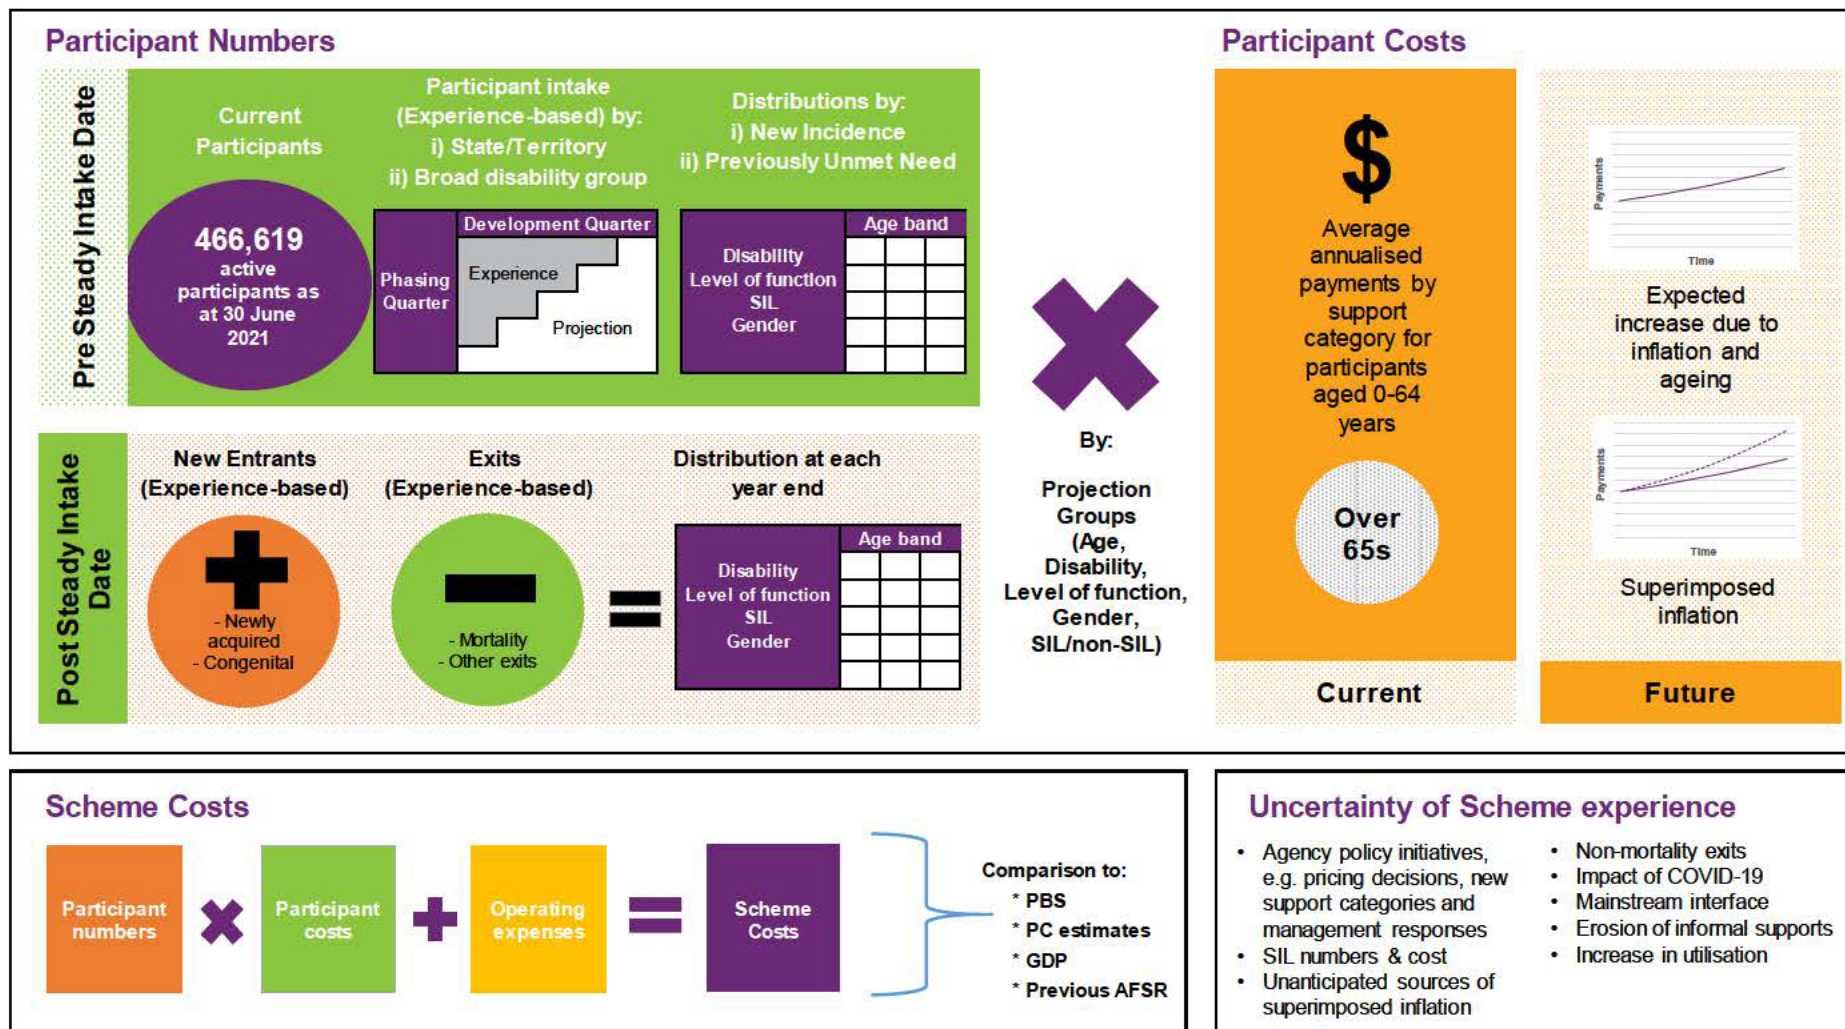 Participant Numbers
Pre Steady Intake Date
Current
Participants
466,619
active
participants as
at 30 June
2021
Participant intake
(Experience-based) by:
i) State/Territory
ii) Broad disability group
Development Quarter
Phasing
Quarter
Experience
Projection
Distributions by:
i) New Incidence
ii) Previously Unmet Need
Age band
Disability
Level of function
SIL
Gender
Post Steady Intake
Date
New Entrants
(Experience-based)
- Newly
acquired
- Congenital
Exits
(Experience-based)
- Mortality
- Other exits
=
Distribution at each
year end
Age band
Disability
Level of function
SIL
Gender
By:
Projection
Groups
(Age,
Disability,
Level of function,
Gender,
SIL/non-SIL)
Participant Costs
$
Average
annualised
payments by
support
category for
participants
aged 0-64
years
Over
65s
Current
Payments
Time
Expected
increase due to
inflation and
ageing
Payments
Time
Superimposed
inflation
Future
Scheme Costs
Participant
numbers
Participant
costs
Operating
expenses
Scheme
Costs
Comparison to:
* PBS
* PC estimates
* GDP
* Previous AFSR
Uncertainty of Scheme experience
• Agency policy initiatives,
e.g. pricing decisions, new
support categories and
management responses
• SIL numbers & cost
• Unanticipated sources of
superimposed inflation
• Non-mortality exits
• Impact of COVID-19
• Mainstream interface
• Erosion of informal supports
• Increase in utilisation